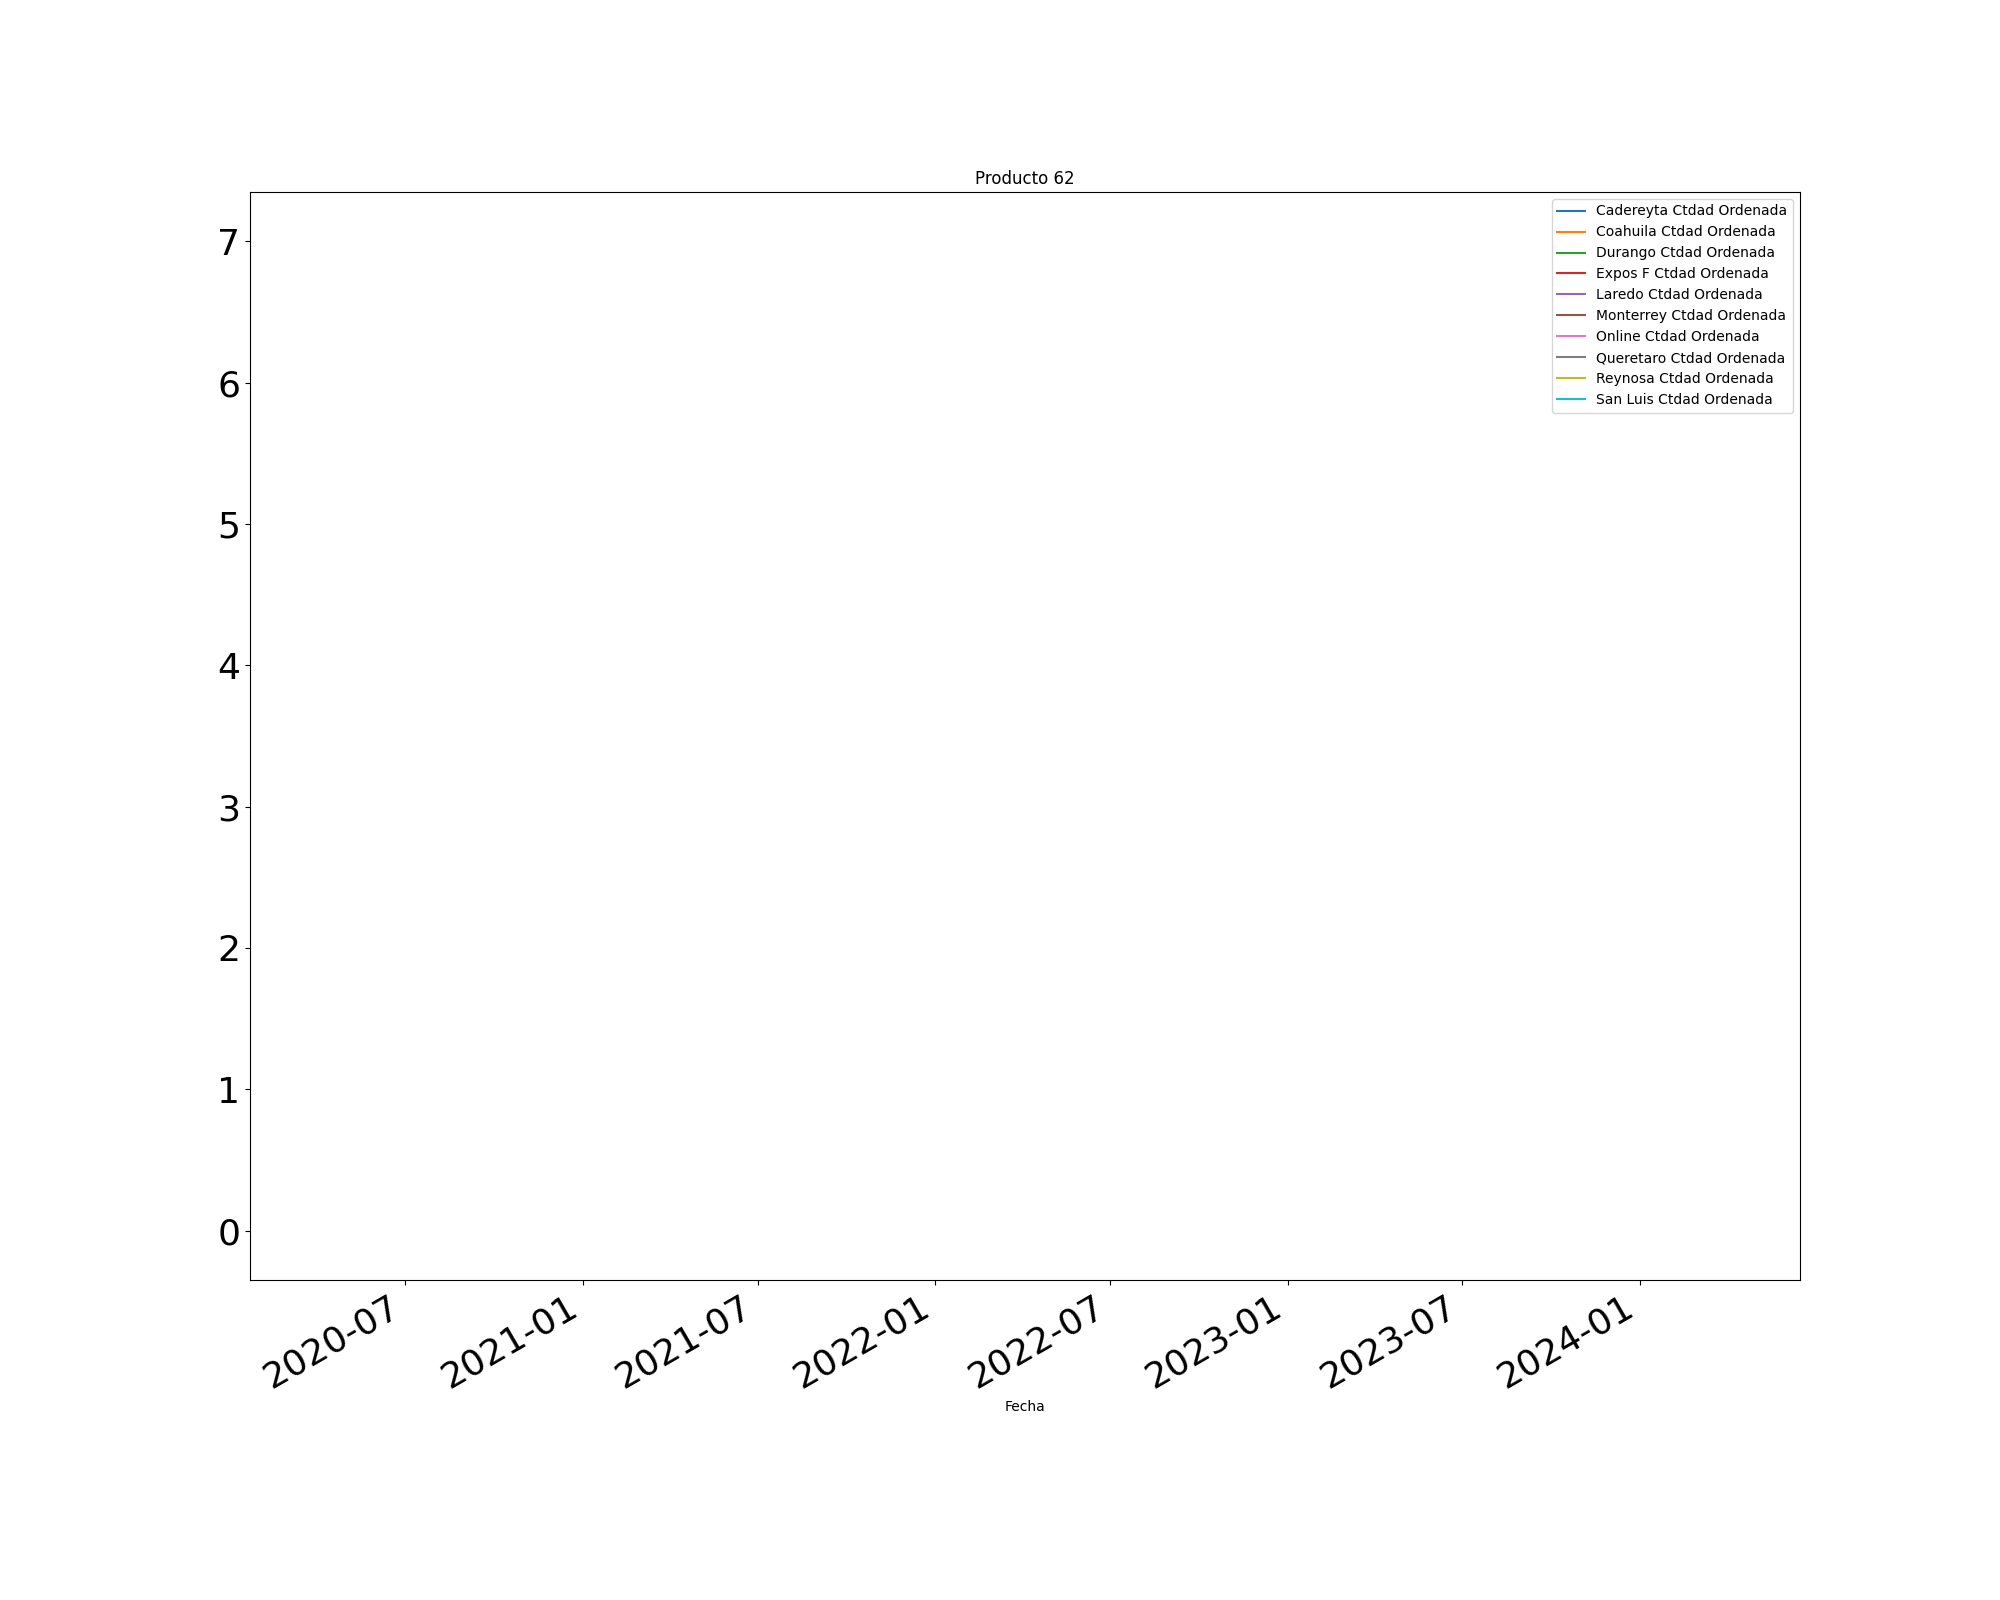 Producto 62
Cadereyta Ctdad Ordenada
Coahuila Ctdad Ordenada
Durango Ctdad Ordenada
Expos F Ctdad Ordenada
Laredo Ctdad Ordenada
Monterrey Ctdad Ordenada
Online Ctdad Ordenada
Queretaro Ctdad Ordenada
Reynosa Ctdad Ordenada
San Luis Ctdad Ordenada
7
6
5
4
3
2
1
0
2020-07
2021-01
2021-07
2022-01
2022-07
2023-01
2023-07
2024-01
Fecha